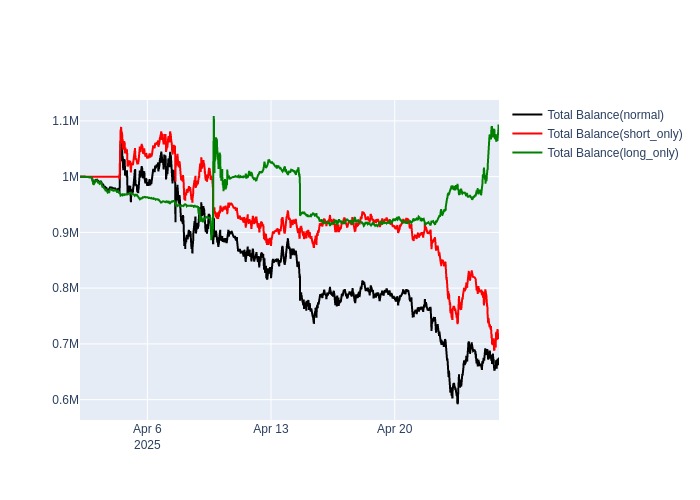 1.1M
1M
0.9M
0.8M
0.7M
0.6M
Apr 6
2025
Apr 13
Apr 20
Total Balance(normal)
Total Balance(short_only)
Total Balance(long_only)